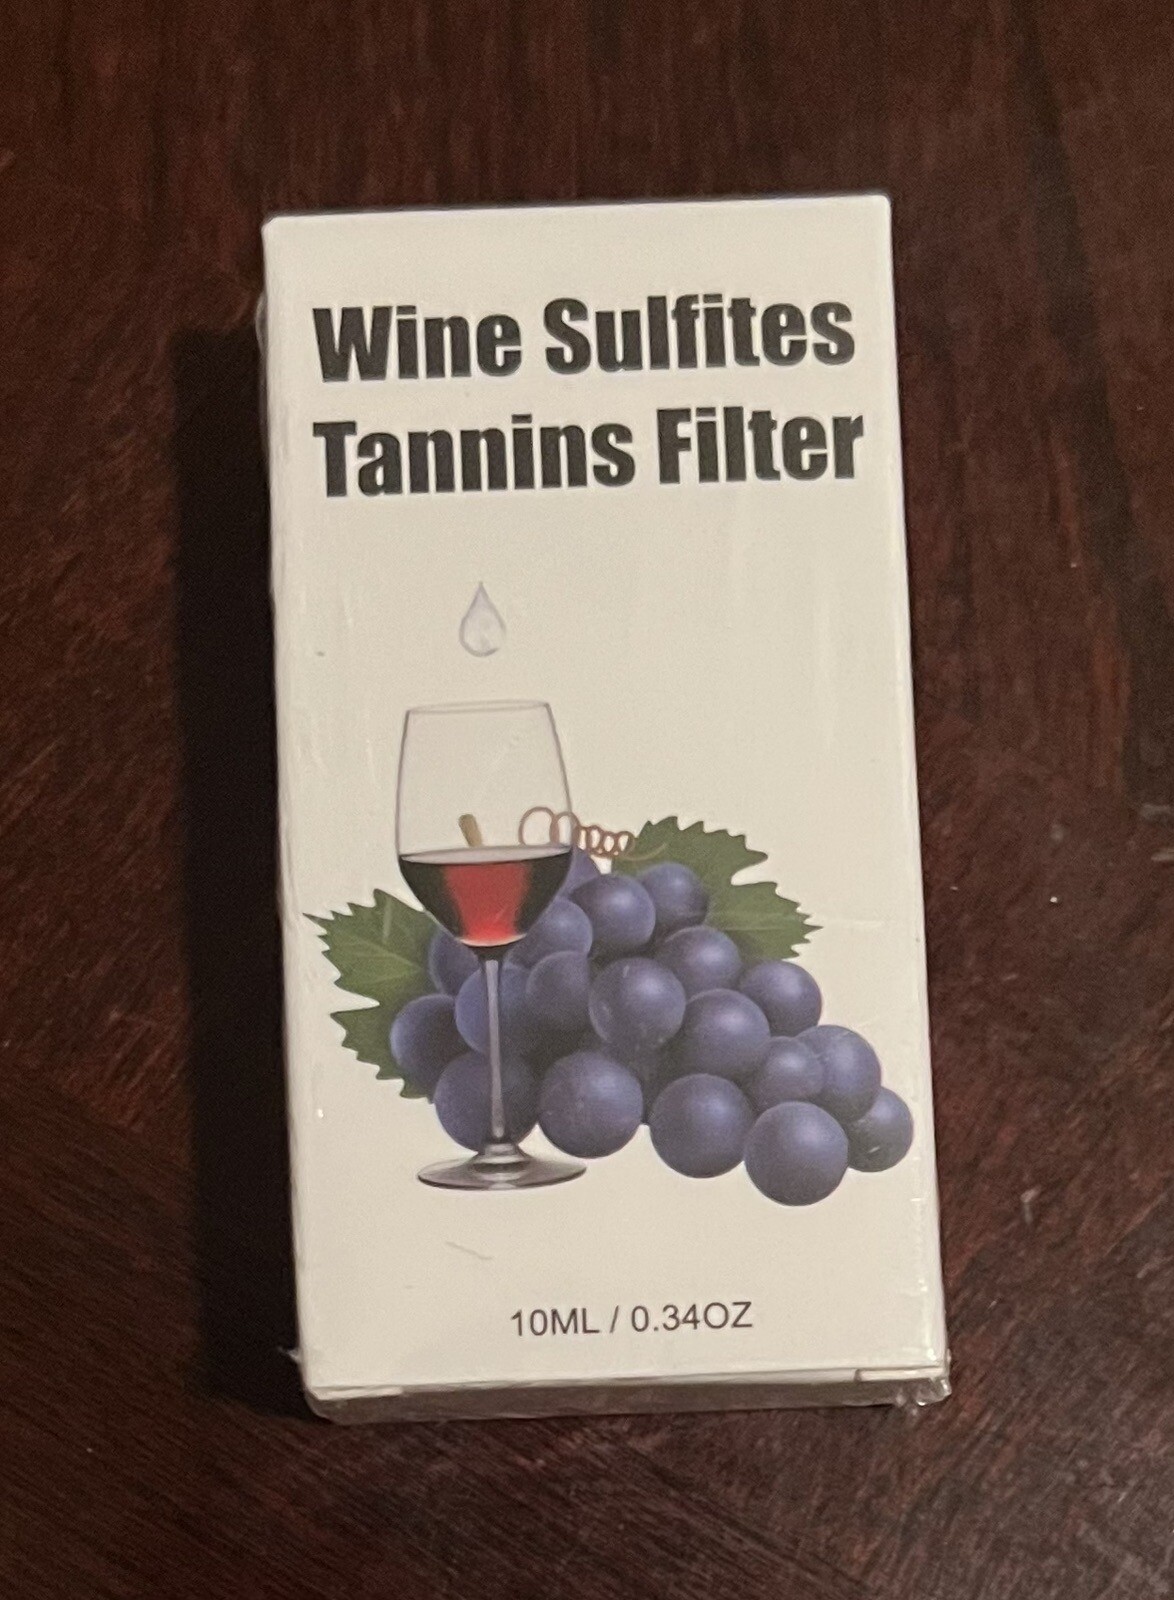 Wine Sulfites
Tannins Filter
10ML / 0.34OZ